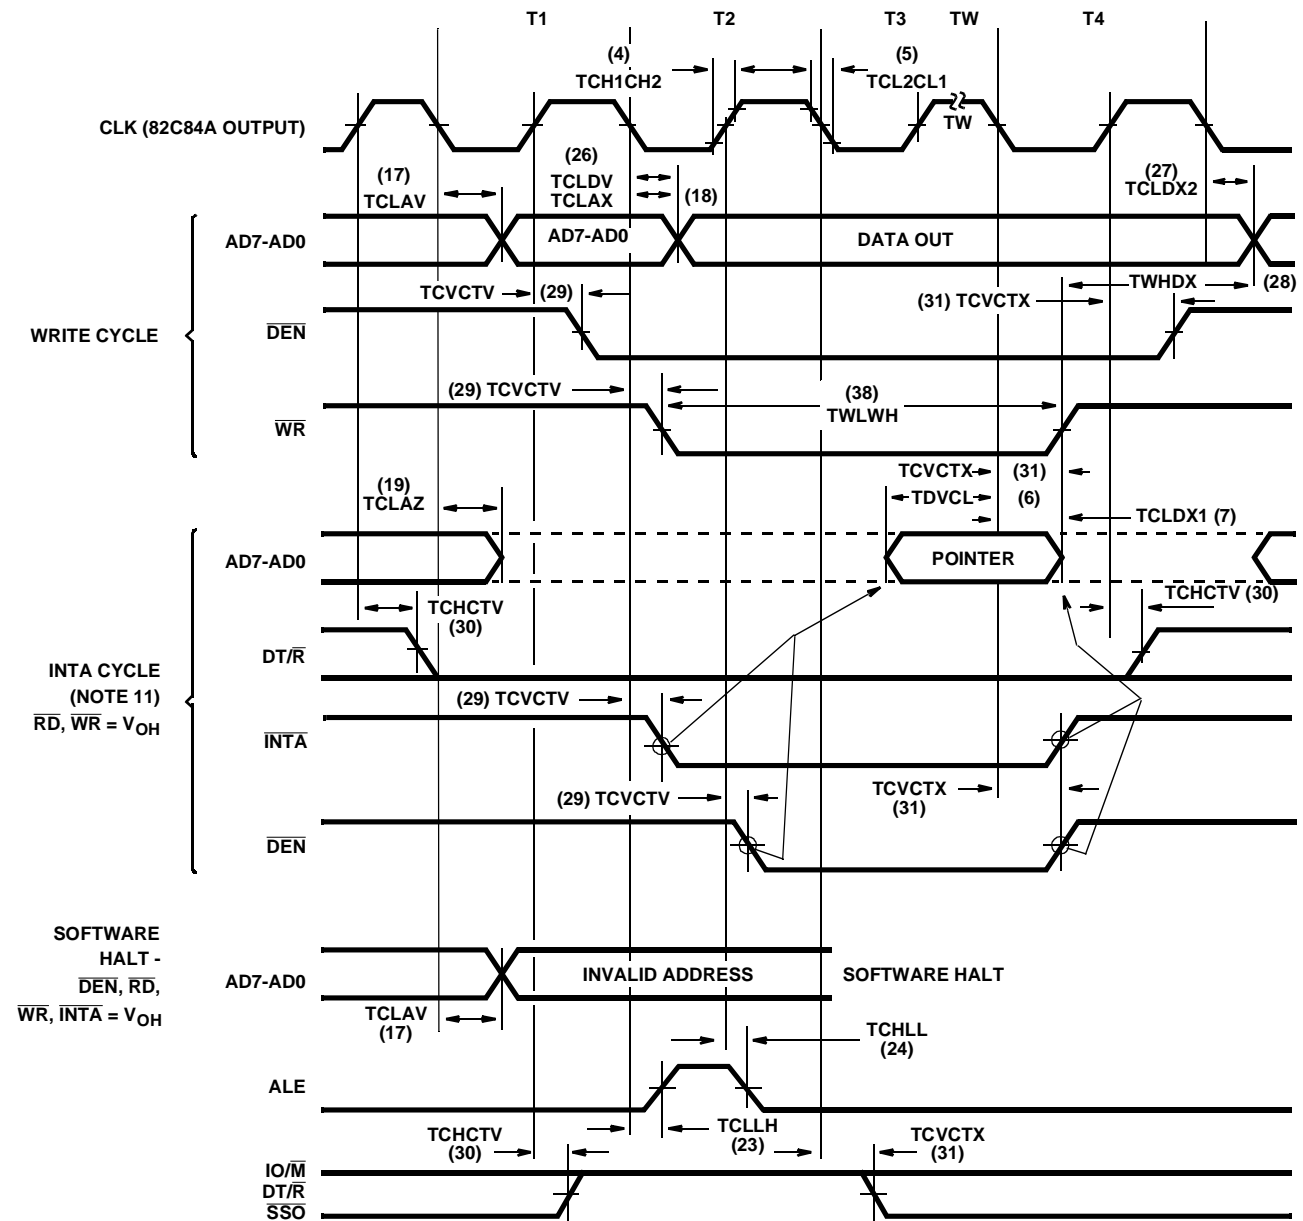 T1 T2 T3 TW T4
(4) (5)
TCH1CH2 TCL2CL1
CLK (82C84A OUTPUT) TW
(17) (26) (27)
TCLAV TCLDV TCLDX2
TCLAX (18)
AD7-AD0 AD7-AD0 DATA OUT
TCVCTV (29) (31) TCVCTX TWHDX (28)
WRITE CYCLE DEN
(29) TCVCTV (38)
TWLWH
WR
(19) TCVCTX (31)
TCLAZ TDVCL (6) TCLDX1 (7)
AD7-AD0 POINTER
TCHCTV TCHCTV (30)
(30)
DT/R
INTA CYCLE
(NOTE 11) (29) TCVCTV
RD, WR = VOH INTA
(29) TCVCTV TCVCTX
(31)
DEN
SOFTWARE
HALT -
DEN, RD, AD7-AD0 INVALID ADDRESS SOFTWARE HALT
WR, INTA = VOH TCLAV
(17) TCHLL
(24)
ALE
TCHCTV TCLLH TCVCTX
(30) (23) (31)
IO/M
DT/R
SSO